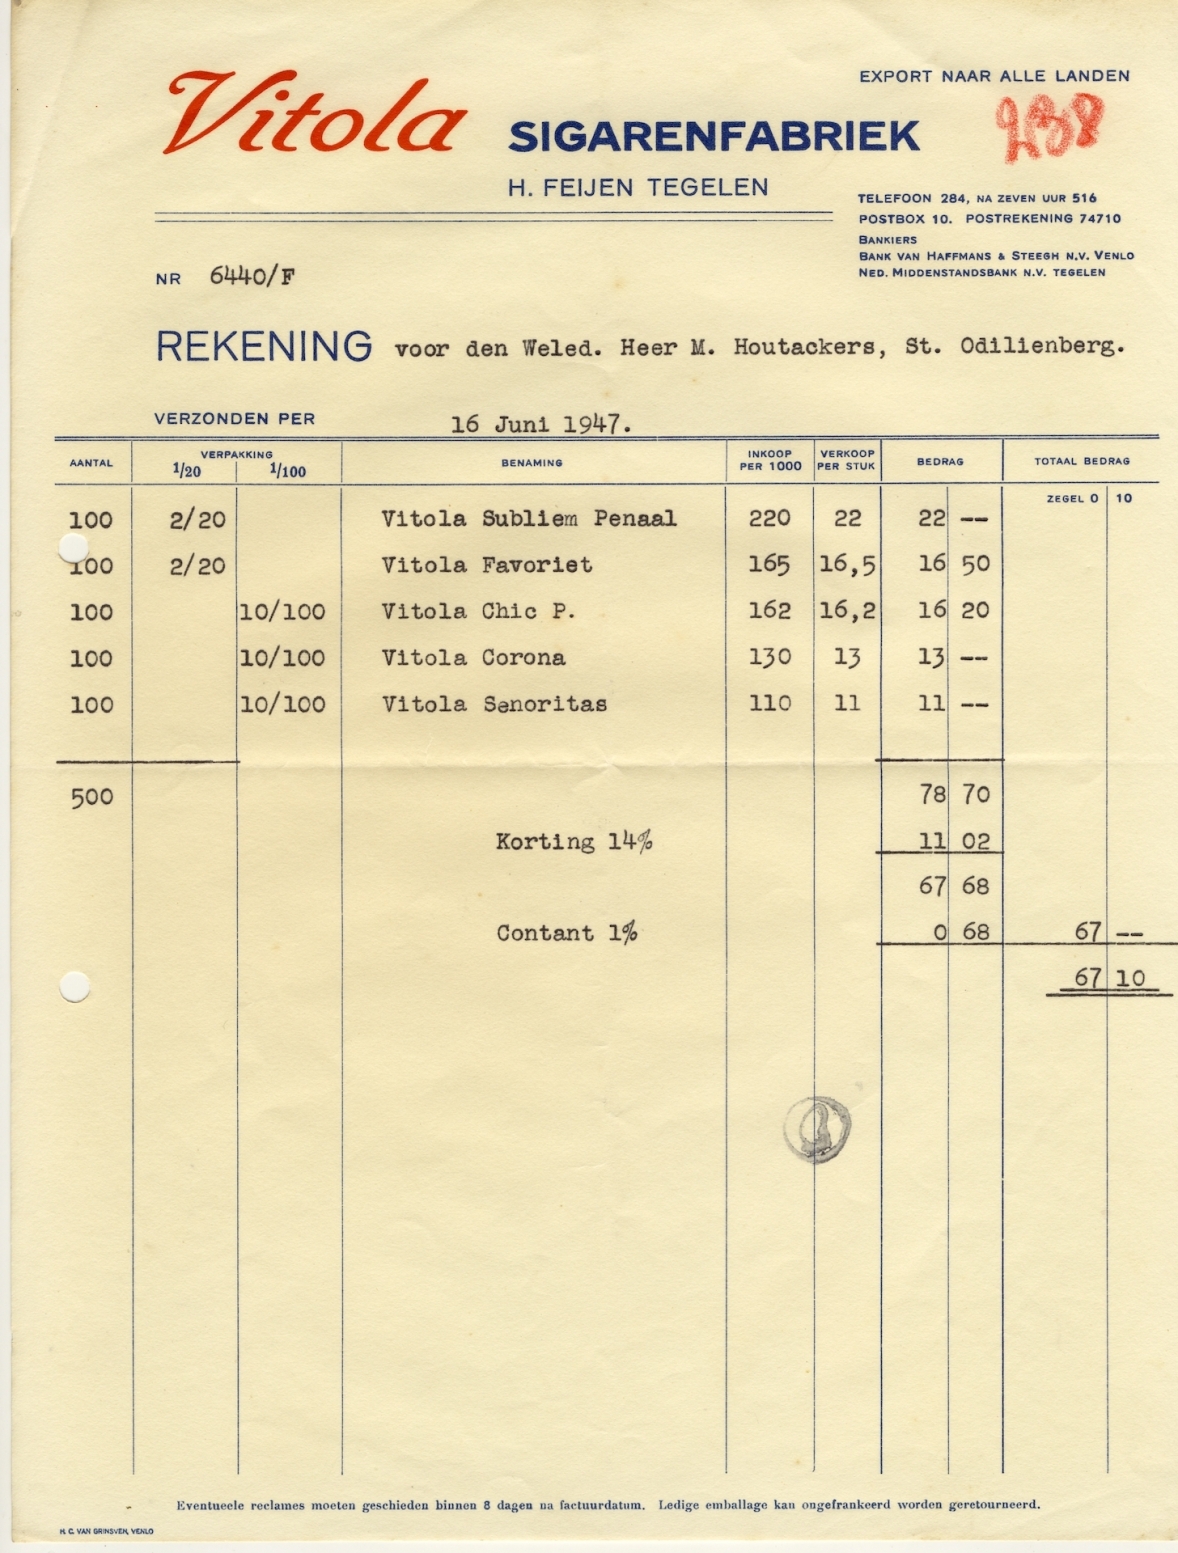 Vitola SIGARENFABRIEK
H. FEIJEN TEGELEN
EXPORT NAAR ALLE LANDEN
238
TELEFOON 284, NA ZEVEN UUR 516
POSTBOX 10. POSTREKENING 74710
BANKIERS
BANK VAN HAFFMANS & STEEGH N.V. VENLO
NED. MIDDENSTANDSBANK N.V. TEGELEN
NR 6440/F
REKENING voor den Weled. Heer M. Houtackers, St. Odilienberg.
VERZONDEN PER 16 Juni 1947.
AANTAL VERPAKKING 1/20 1/100 BENAMING INKOOP PER 1000 VERKOOP PER STUK BEDRAG TOTAAL BEDRAG
ZEGEL 0 10
100 2/20 Vitola Subliem Penaal 220 22 22 --
100 2/20 Vitola Favoriet 165 16,5 16 50
100 10/100 Vitola Chic P. 162 16,2 16 20
100 10/100 Vitola Corona 130 13 13 --
100 10/100 Vitola Senoritas 110 11 11 --
500 78 70
Korting 14% 11 02
67 68
Contant 1% 0 68 67 --
67 10
Eventueele reclames moeten geschieden binnen 8 dagen na factuurdatum. Ledige emballage kan ongefrankeerd worden geretourneerd.
H. C. VAN GRINSVEN, VENLO